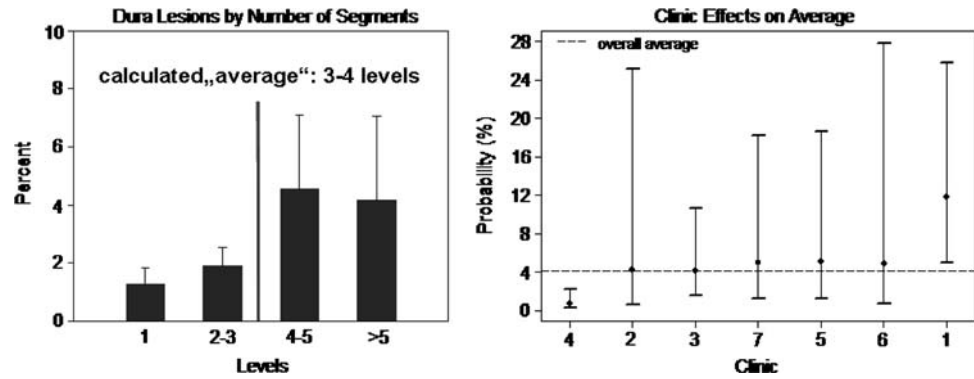 Dura Lesions by Number of Segments
10
8
6
4
2
0
Percent
calculated„average“: 3-4 levels
1 2-3 4-5 >5
Levels
Clinic Effects on Average
overall average
28
24
20
16
12
8
4
0
Probability (%)
4 2 3 7 5 6 1
Clinic